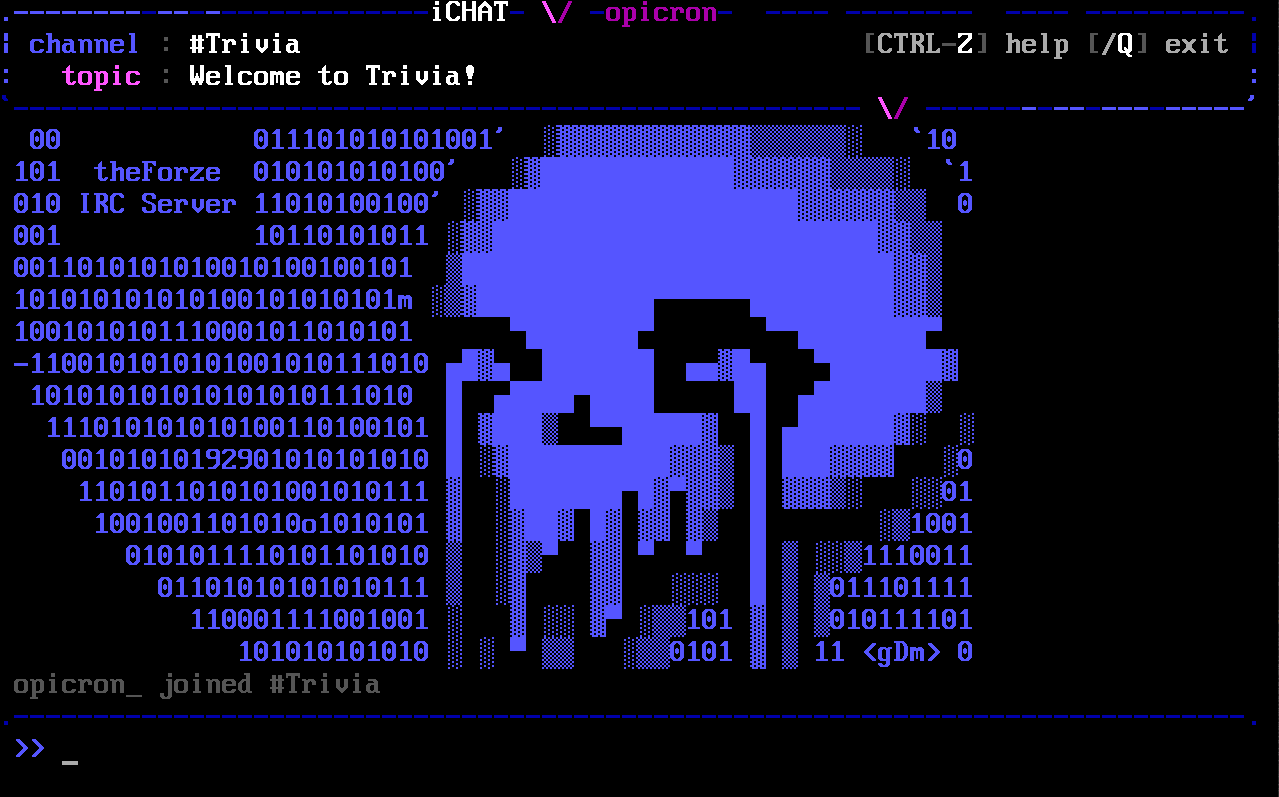 iCHAT \/ opicron
channel : #Trivia [CTRL-Z] help [/Q] exit
topic : Welcome to Trivia!
00 011101010101001' `10
101 theForze 010101010100' `1
010 IRC Server 11010100100' 0
001 10110101011
0011010101010010100100101
101010101010100101010101m
1001010101110001011010101
-1100101010101001010111010
101010101010101010111010
111010101010100110100101
00101010192901010101010 0
1101011010101001010111 01
1001001101010o1010101 1001
0101011110101101010 1110011
01101010101010111 011101111
110001111001001 101 010111101
101010101010 0101 11 <gDm> 0
opicron_ joined #Trivia
>> _